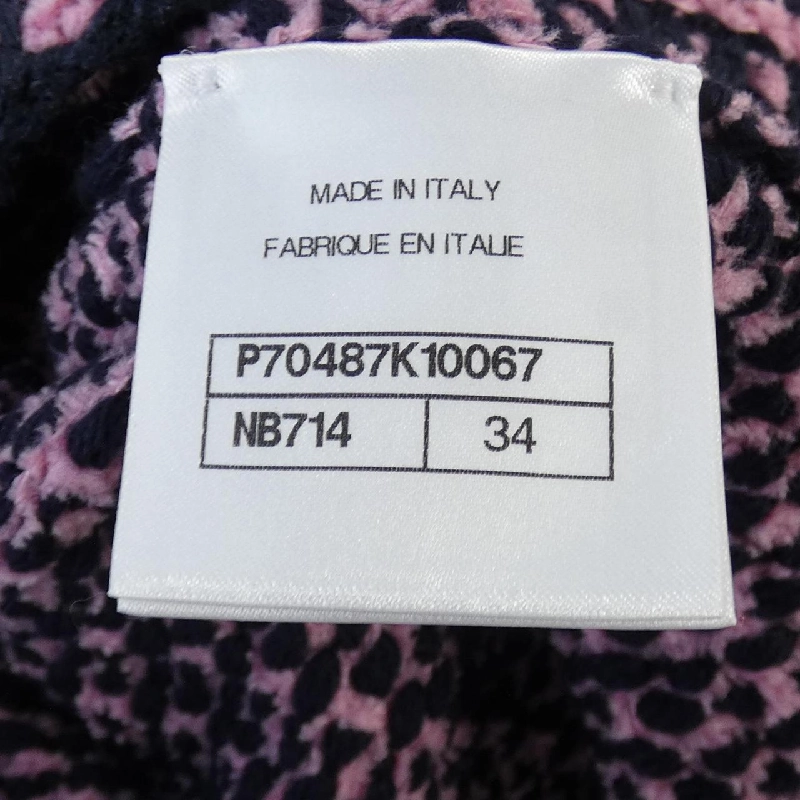 MADE IN ITALY
FABRIQUE EN ITALIE
P70487K10067
NB714 34